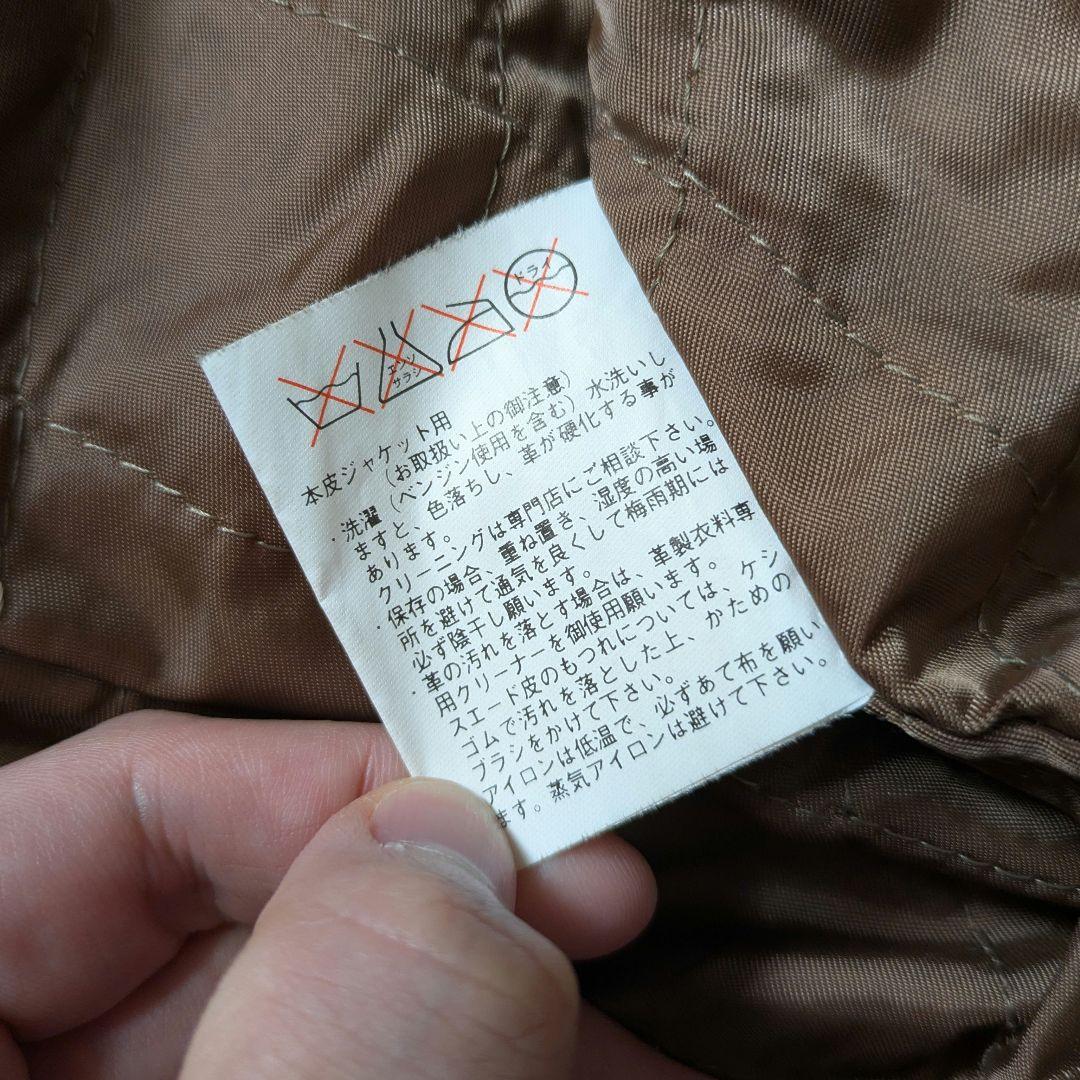 エンソ
サラシ
ドライ
本皮ジャケット用
(お取扱い上の御注意)
・洗濯(ベンジン使用を含む)水洗いし
ますと、色落ちし、革が硬化する事が
あります。
クリーニングは専門店にご相談下さい。
・保存の場合、重ね置き、湿度の高い場
所を避けて通気を良くして梅雨期には
必ず陰干し願います。
・革の汚れを落とす場合は、革製衣料専
用クリーナーを御使用願います。
スエード皮のもつれについては、ケシ
ゴムで汚れを落とした上、かための
ブラシをかけて下さい。
アイロンは低温で、必ずあて布を願い
ます。蒸気アイロンは避けて下さい。